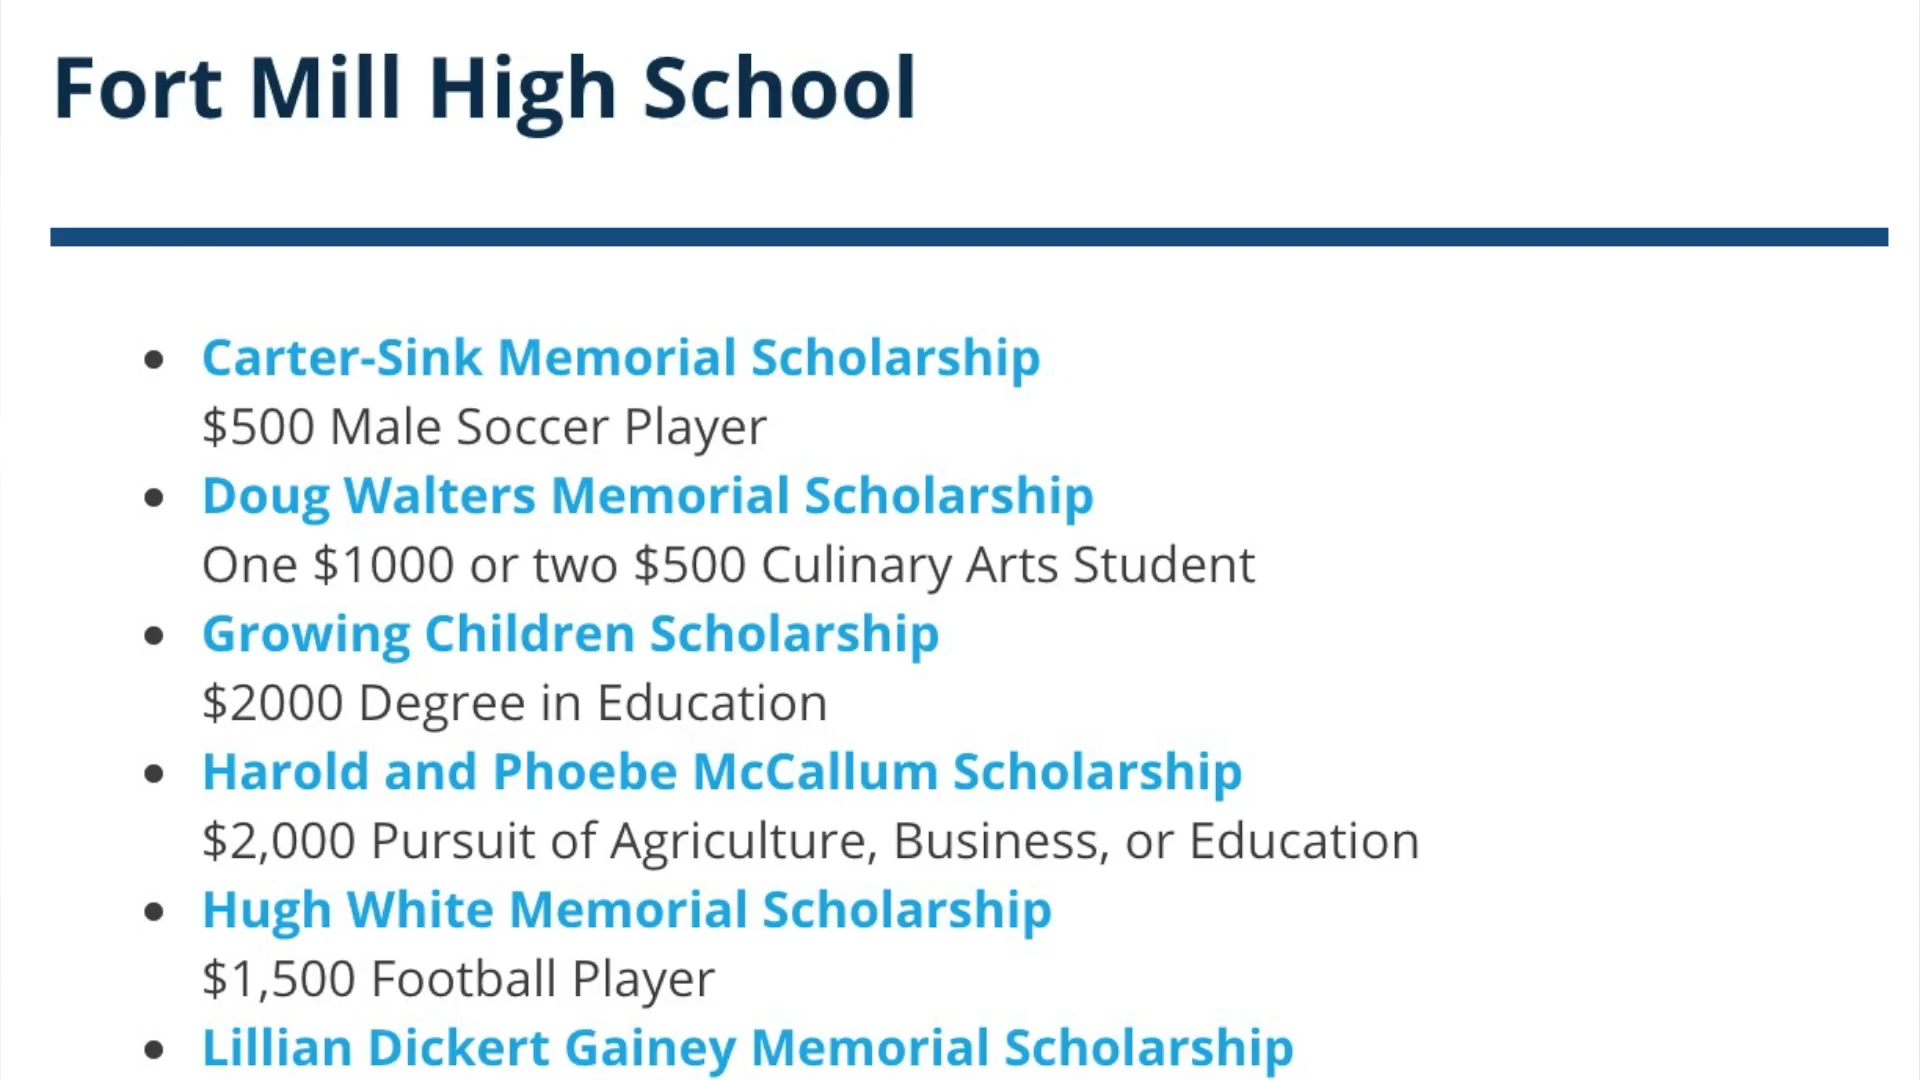 Fort Mill High School
Carter-Sink Memorial Scholarship
$500 Male Soccer Player
Doug Walters Memorial Scholarship
One $1000 or two $500 Culinary Arts Student
Growing Children Scholarship
$2000 Degree in Education
Harold and Phoebe McCallum Scholarship
$2,000 Pursuit of Agriculture, Business, or Education
Hugh White Memorial Scholarship
$1,500 Football Player
Lillian Dickert Gainey Memorial Scholarship